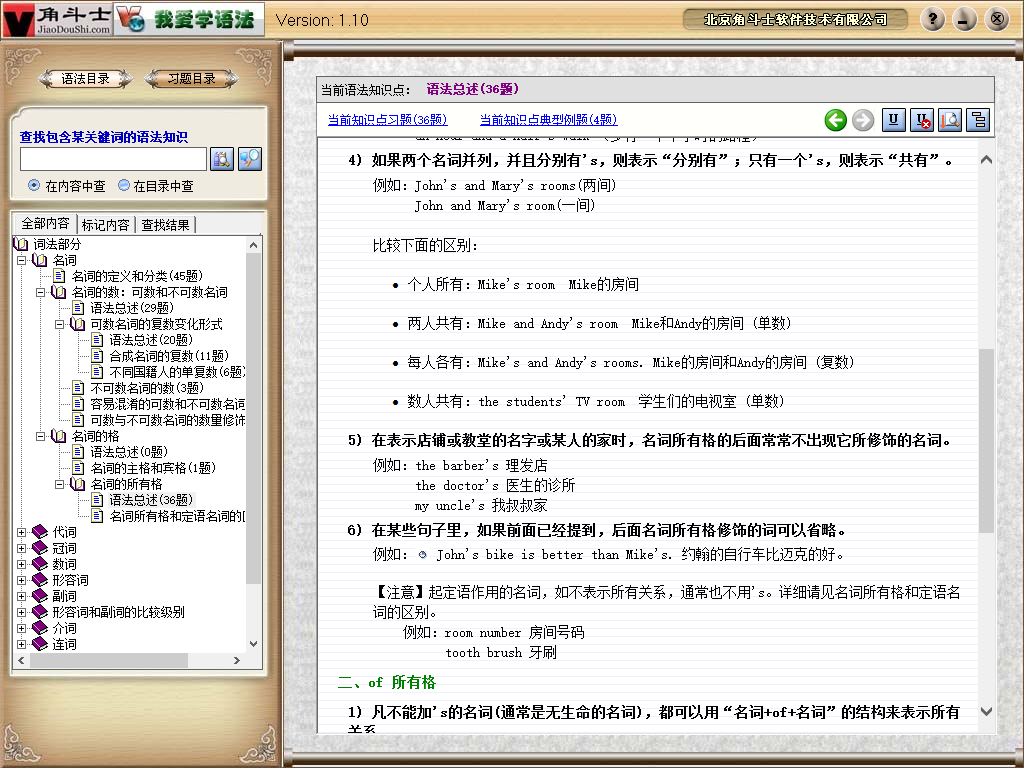 角斗士
JiaoDouShi.com
我爱学语法
Version: 1.10
北京角斗士软件技术有限公司
语法目录
习题目录
查找包含某关键词的语法知识
在内容中查
在目录中查
全部内容
标记内容
查找结果
词法部分
名词
名词的定义和分类(45题)
名词的数：可数和不可数名词
语法总述(29题)
可数名词的复数变化形式
语法总述(20题)
合成名词的复数(11题)
不同国籍人的单复数(6题)
不可数名词的数(3题)
容易混淆的可数和不可数名词
可数与不可数名词的数量修饰
名词的格
语法总述(0题)
名词的主格和宾格(1题)
名词的所有格
语法总述(36题)
名词所有格和定语名词的
代词
冠词
数词
形容词
副词
形容词和副词的比较级别
介词
连词
当前语法知识点：  语法总述(36题)
当前知识点习题(36题)
当前知识点典型例题(4题)
4) 如果两个名词并列，并且分别有's，则表示“分别有”；只有一个's，则表示“共有”。
例如：John's and Mary's rooms(两间)
John and Mary's room(一间)
比较下面的区别：
• 个人所有：Mike's room  Mike的房间
• 两人共有：Mike and Andy's room  Mike和Andy的房间 (单数)
• 每人各有：Mike's and Andy's rooms. Mike的房间和Andy的房间 (复数)
• 数人共有：the students' TV room  学生们的电视室 (单数)
5) 在表示店铺或教堂的名字或某人的家时，名词所有格的后面常常不出现它所修饰的名词。
例如：the barber's 理发店
the doctor's 医生的诊所
my uncle's 我叔叔家
6) 在某些句子里，如果前面已经提到，后面名词所有格修饰的词可以省略。
例如： John's bike is better than Mike's. 约翰的自行车比迈克的好。
【注意】起定语作用的名词，如不表示所有关系，通常也不用's。详细请见名词所有格和定语名
词的区别。
例如：room number 房间号码
tooth brush 牙刷
二、of 所有格
1) 凡不能加's的名词(通常是无生命的名词)，都可以用“名词+of+名词”的结构来表示所有
关系